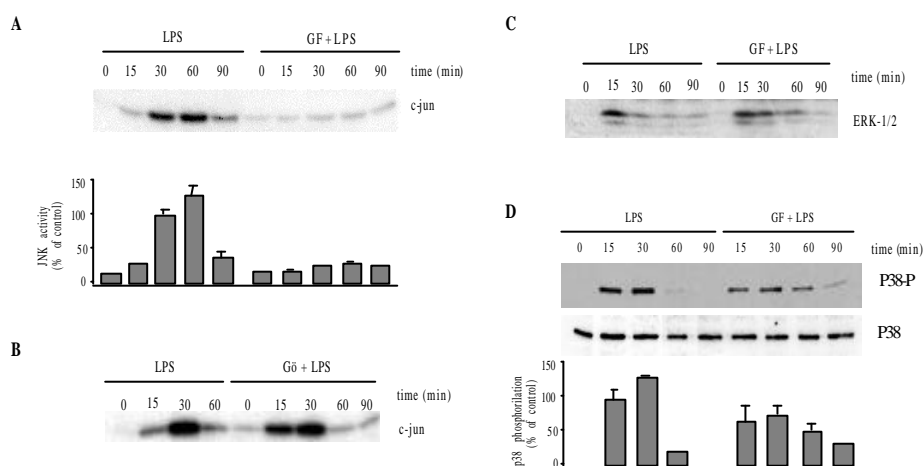 A
LPS GF + LPS
0 15 30 60 90 0 15 30 60 90 time (min)
c-jun
JNK activity
(% of control)
150
100
50
0
B
LPS Gö + LPS
0 15 30 60 0 15 30 60 90 time (min)
c-jun
C
LPS GF + LPS
time (min)
0 15 30 60 90 0 15 30 60 90
ERK-1/2
D
LPS GF + LPS
0 15 30 60 90 15 30 60 90 time (min)
P38-P
P38
p38 phosphorilation
(% of control)
150
100
50
0